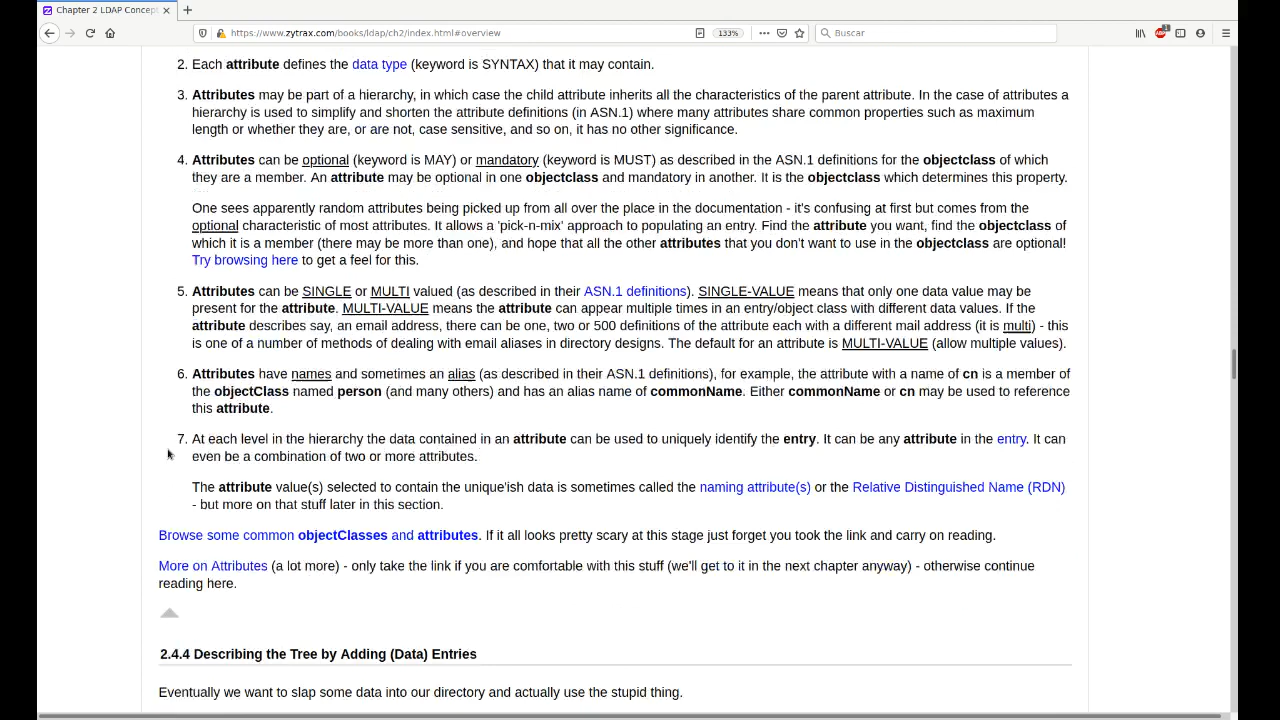 Chapter 2 LDAP Concep
https://www.zytrax.com/books/ldap/ch2/index.html#overview
133%
Buscar
2. Each attribute defines the data type (keyword is SYNTAX) that it may contain.
3. Attributes may be part of a hierarchy, in which case the child attribute inherits all the characteristics of the parent attribute. In the case of attributes a
hierarchy is used to simplify and shorten the attribute definitions (in ASN.1) where many attributes share common properties such as maximum
length or whether they are, or are not, case sensitive, and so on, it has no other significance.
4. Attributes can be optional (keyword is MAY) or mandatory (keyword is MUST) as described in the ASN.1 definitions for the objectclass of which
they are a member. An attribute may be optional in one objectclass and mandatory in another. It is the objectclass which determines this property.
One sees apparently random attributes being picked up from all over the place in the documentation - it's confusing at first but comes from the
optional characteristic of most attributes. It allows a 'pick-n-mix' approach to populating an entry. Find the attribute you want, find the objectclass of
which it is a member (there may be more than one), and hope that all the other attributes that you don't want to use in the objectclass are optional!
Try browsing here to get a feel for this.
5. Attributes can be SINGLE or MULTI valued (as described in their ASN.1 definitions). SINGLE-VALUE means that only one data value may be
present for the attribute. MULTI-VALUE means the attribute can appear multiple times in an entry/object class with different data values. If the
attribute describes say, an email address, there can be one, two or 500 definitions of the attribute each with a different mail address (it is multi) - this
is one of a number of methods of dealing with email aliases in directory designs. The default for an attribute is MULTI-VALUE (allow multiple values).
6. Attributes have names and sometimes an alias (as described in their ASN.1 definitions), for example, the attribute with a name of cn is a member of
the objectClass named person (and many others) and has an alias name of commonName. Either commonName or cn may be used to reference
this attribute.
7. At each level in the hierarchy the data contained in an attribute can be used to uniquely identify the entry. It can be any attribute in the entry. It can
even be a combination of two or more attributes.
The attribute value(s) selected to contain the unique'ish data is sometimes called the naming attribute(s) or the Relative Distinguished Name (RDN)
- but more on that stuff later in this section.
Browse some common objectClasses and attributes. If it all looks pretty scary at this stage just forget you took the link and carry on reading.
More on Attributes (a lot more) - only take the link if you are comfortable with this stuff (we'll get to it in the next chapter anyway) - otherwise continue
reading here.
2.4.4 Describing the Tree by Adding (Data) Entries
Eventually we want to slap some data into our directory and actually use the stupid thing.